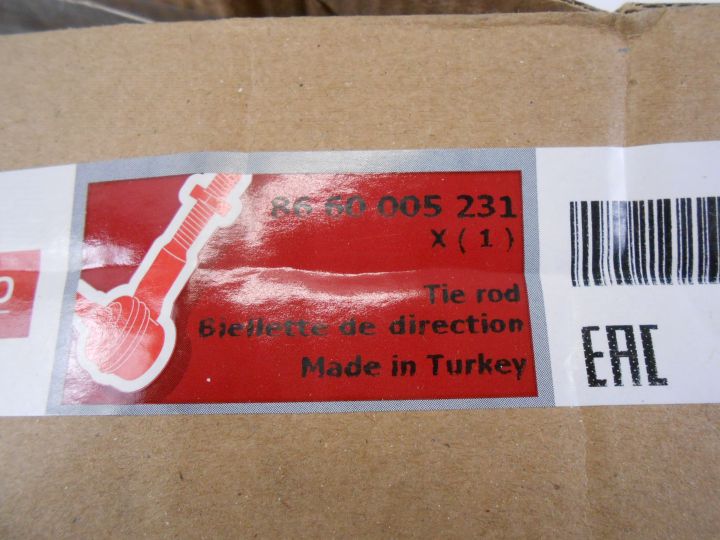 86 60 005 231
X ( 1 )
Tie rod
Biellette de direction
Made in Turkey
EAC